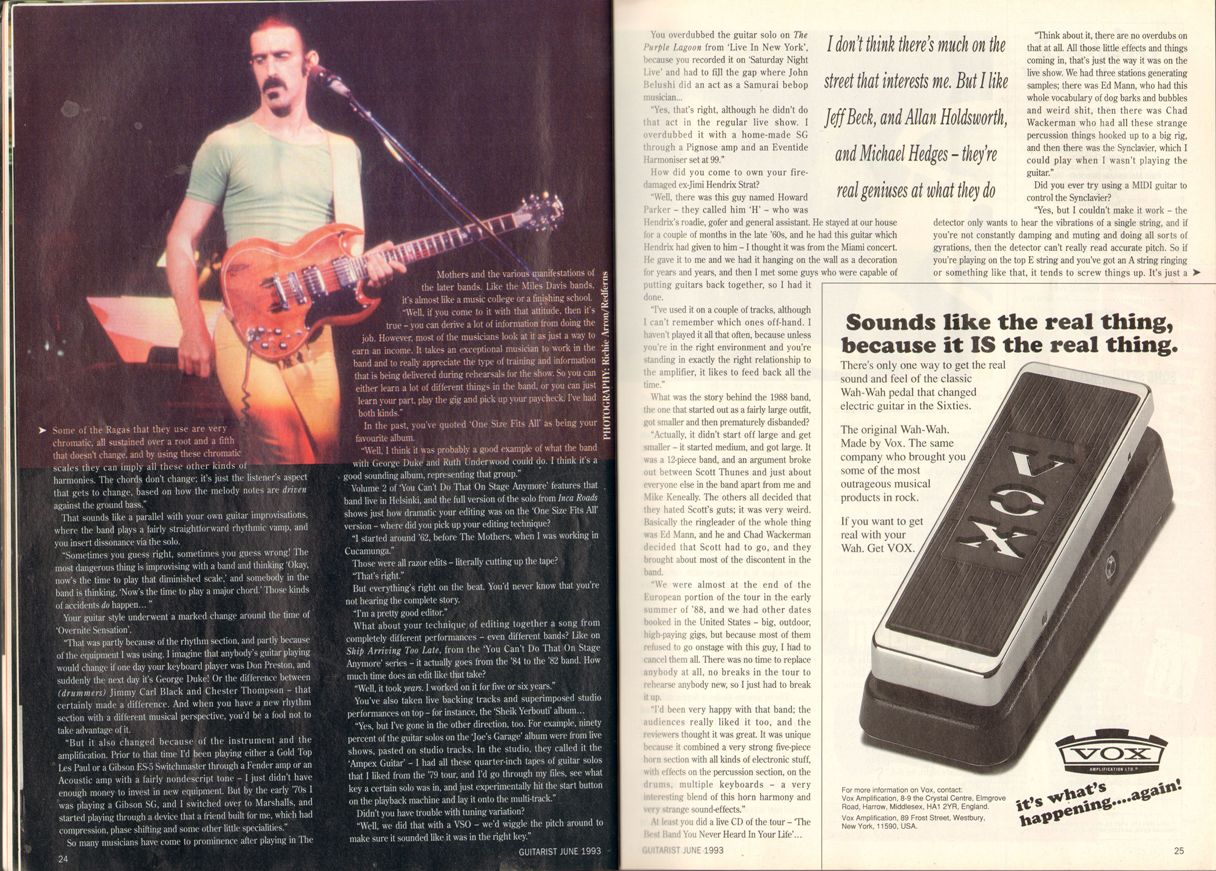 ➤ Some of the Ragas that they use are very
chromatic, all sustained over a root and a fifth
that doesn't change, and by using these chromatic
scales they can imply all these other kinds of
harmonies. The chords don't change; it's just the listener's aspect
that gets to change, based on how the melody notes are driven
against the ground bass."
That sounds like a parallel with your own guitar improvisations,
where the band plays a fairly straightforward rhythmic vamp, and
you insert dissonance via the solo.
"Sometimes you guess right, sometimes you guess wrong! The
most dangerous thing is improvising with a band and thinking 'Okay,
now's the time to play that diminished scale,' and somebody in the
band is thinking, 'Now's the time to play a major chord.' Those kinds
of accidents do happen... "
Your guitar style underwent a marked change around the time of
'Overnite Sensation'.
"That was partly because of the rhythm section, and partly because
of the equipment I was using. I imagine that anybody's guitar playing
would change if one day your keyboard player was Don Preston, and
suddenly the next day it's George Duke! Or the difference between
(drummers) Jimmy Carl Black and Chester Thompson – that
certainly made a difference. And when you have a new rhythm
section with a different musical perspective, you'd be a fool not to
take advantage of it.
"But it also changed because of the instrument and the
amplification. Prior to that time I'd been playing either a Gold Top
Les Paul or a Gibson ES-5 Switchmaster through a Fender amp or an
Acoustic amp with a fairly nondescript tone – I just didn't have
enough money to invest in new equipment. But by the early '70s I
was playing a Gibson SG, and I switched over to Marshalls, and
started playing through a device that a friend built for me, which had
compression, phase shifting and some other little specialities."
So many musicians have come to prominence after playing in The
24
Mothers and the various manifestations of
the later bands. Like the Miles Davis bands,
it's almost like a music college or a finishing school.
"Well, if you come to it with that attitude, then it's
true – you can derive a lot of information from doing the
job. However, most of the musicians look at it as just a way to
earn an income. It takes an exceptional musician to work in the
band and to really appreciate the type of training and information
that is being delivered during rehearsals for the show. So you can
either learn a lot of different things in the band, or you can just
learn your part, play the gig and pick up your paycheck. I've had
both kinds."
In the past, you've quoted 'One Size Fits All' as being your
favourite album.
"Well, I think it was probably a good example of what the band
with George Duke and Ruth Underwood could do. I think it's a
good sounding album, representing that group."
Volume 2 of 'You Can't Do That On Stage Anymore' features that
band live in Helsinki, and the full version of the solo from Inca Roads
shows just how dramatic your editing was on the 'One Size Fits All'
version – where did you pick up your editing technique?
"I started around '62, before The Mothers, when I was working in
Cucamunga."
Those were all razor edits – literally cutting up the tape?
"That's right."
But everything's right on the beat. You'd never know that you're
not hearing the complete story.
"I'm a pretty good editor."
What about your technique of editing together a song from
completely different performances – even different bands? Like on
Ship Arriving Too Late, from the 'You Can't Do That On Stage
Anymore' series – it actually goes from the '84 to the '82 band. How
much time does an edit like that take?
"Well, it took years. I worked on it for five or six years."
You've also taken live backing tracks and superimposed studio
performances on top – for instance, the 'Sheik Yerbouti' album...
"Yes, but I've gone in the other direction, too. For example, ninety
percent of the guitar solos on the 'Joe's Garage' album were from live
shows, pasted on studio tracks. In the studio, they called it the
'Ampex Guitar' – I had all these quarter-inch tapes of guitar solos
that I liked from the '79 tour, and I'd go through my files, see what
key a certain solo was in, and just experimentally hit the start button
on the playback machine and lay it onto the multi-track."
Didn't you have trouble with tuning variation?
"Well, we did that with a VSO – we'd wiggle the pitch around to
make sure it sounded like it was in the right key."
GUITARIST JUNE 1993
PHOTOGRAPHY: Richie Arron/Redferns
You overdubbed the guitar solo on The
Purple Lagoon from 'Live In New York',
because you recorded it on 'Saturday Night
Live' and had to fill the gap where John
Belushi did an act as a Samurai bebop
musician...
"Yes, that's right, although he didn't do
that act in the regular live show. I
overdubbed it with a home-made SG
through a Pignose amp and an Eventide
Harmoniser set at 99."
How did you come to own your fire-
damaged ex-Jimi Hendrix Strat?
"Well, there was this guy named Howard
Parker – they called him 'H' – who was
Hendrix's roadie, gofer and general assistant. He stayed at our house
for a couple of months in the late '60s, and he had this guitar which
Hendrix had given to him – I thought it was from the Miami concert.
He gave it to me and we had it hanging on the wall as a decoration
for years and years, and then I met some guys who were capable of
putting guitars back together, so I had it
done.
"I've used it on a couple of tracks, although
I can't remember which ones off-hand. I
haven't played it all that often, because unless
you're in the right environment and you're
standing in exactly the right relationship to
the amplifier, it likes to feed back all the
time."
What was the story behind the 1988 band,
the one that started out as a fairly large outfit,
got smaller and then prematurely disbanded?
"Actually, it didn't start off large and get
smaller – it started medium, and got large. It
was a 12-piece band, and an argument broke
out between Scott Thunes and just about
everyone else in the band apart from me and
Mike Keneally. The others all decided that
they hated Scott's guts; it was very weird.
Basically the ringleader of the whole thing
was Ed Mann, and he and Chad Wackerman
decided that Scott had to go, and they
brought about most of the discontent in the
band.
"We were almost at the end of the
European portion of the tour in the early
summer of '88, and we had other dates
booked in the United States – big, outdoor,
high-paying gigs, but because most of them
refused to go onstage with this guy, I had to
cancel them all. There was no time to replace
anybody at all, no breaks in the tour to
rehearse anybody new, so I just had to break
it up.
"I'd been very happy with that band; the
audiences really liked it too, and the
reviewers thought it was great. It was unique
because it combined a very strong five-piece
horn section with all kinds of electronic stuff,
with effects on the percussion section, on the
drums, multiple keyboards – a very
interesting blend of this horn harmony and
very strange sound-effects."
At least you did a live CD of the tour – 'The
Best Band You Never Heard In Your Life'...
GUITARIST JUNE 1993
I don't think there's much on the
street that interests me. But I like
Jeff Beck, and Allan Holdsworth,
and Michael Hedges – they're
real geniuses at what they do
"Think about it, there are no overdubs on
that at all. All those little effects and things
coming in, that's just the way it was on the
live show. We had three stations generating
samples; there was Ed Mann, who had this
whole vocabulary of dog barks and bubbles
and weird shit, then there was Chad
Wackerman who had all these strange
percussion things hooked up to a big rig,
and then there was the Synclavier, which I
could play when I wasn't playing the
guitar."
Did you ever try using a MIDI guitar to
control the Synclavier?
"Yes, but I couldn't make it work – the
detector only wants to hear the vibrations of a single string, and if
you're not constantly damping and muting and doing all sorts of
gyrations, then the detector can't really read accurate pitch. So if
you're playing on the top E string and you've got an A string ringing
or something like that, it tends to screw things up. It's just a ➤
Sounds like the real thing,
because it IS the real thing.
There's only one way to get the real
sound and feel of the classic
Wah-Wah pedal that changed
electric guitar in the Sixties.
The original Wah-Wah.
Made by Vox. The same
company who brought you
some of the most
outrageous musical
products in rock.
If you want to get
real with your
Wah. Get VOX.
VOX
For more information on Vox, contact:
Vox Amplification, 8-9 the Crystal Centre, Elmgrove
Road, Harrow, Middlesex, HA1 2YR, England.
Vox Amplification, 89 Frost Street, Westbury,
New York, 11590, USA.
VOX
AMPLIFICATION LTD.
it's what's
happening....again!
25